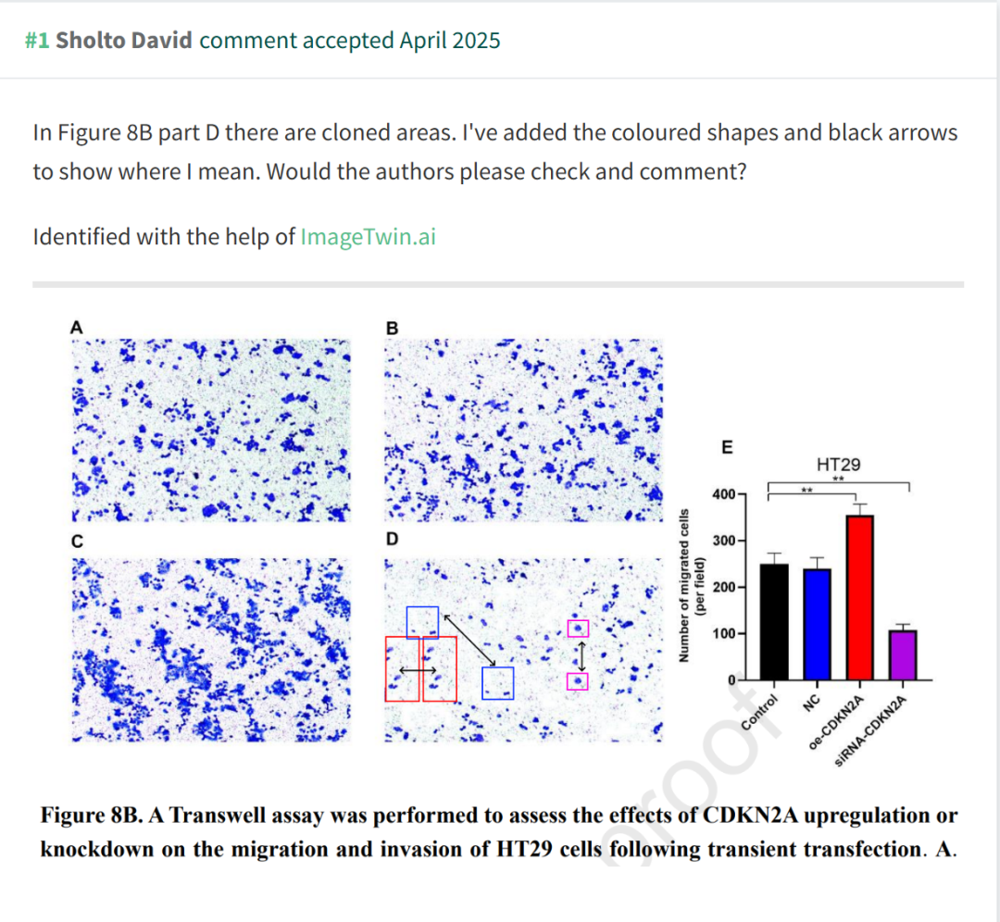 #1 Sholto David comment accepted April 2025
In Figure 8B part D there are cloned areas. I've added the coloured shapes and black arrows
to show where I mean. Would the authors please check and comment?
Identified with the help of ImageTwin.ai
A
B
C
D
E
HT29
**
**
400
300
200
100
0
Number of migrated cells
(per field)
Control
NC
oe-CDKN2A
siRNA-CDKN2A
proof
Figure 8B. A Transwell assay was performed to assess the effects of CDKN2A upregulation or
knockdown on the migration and invasion of HT29 cells following transient transfection. A.